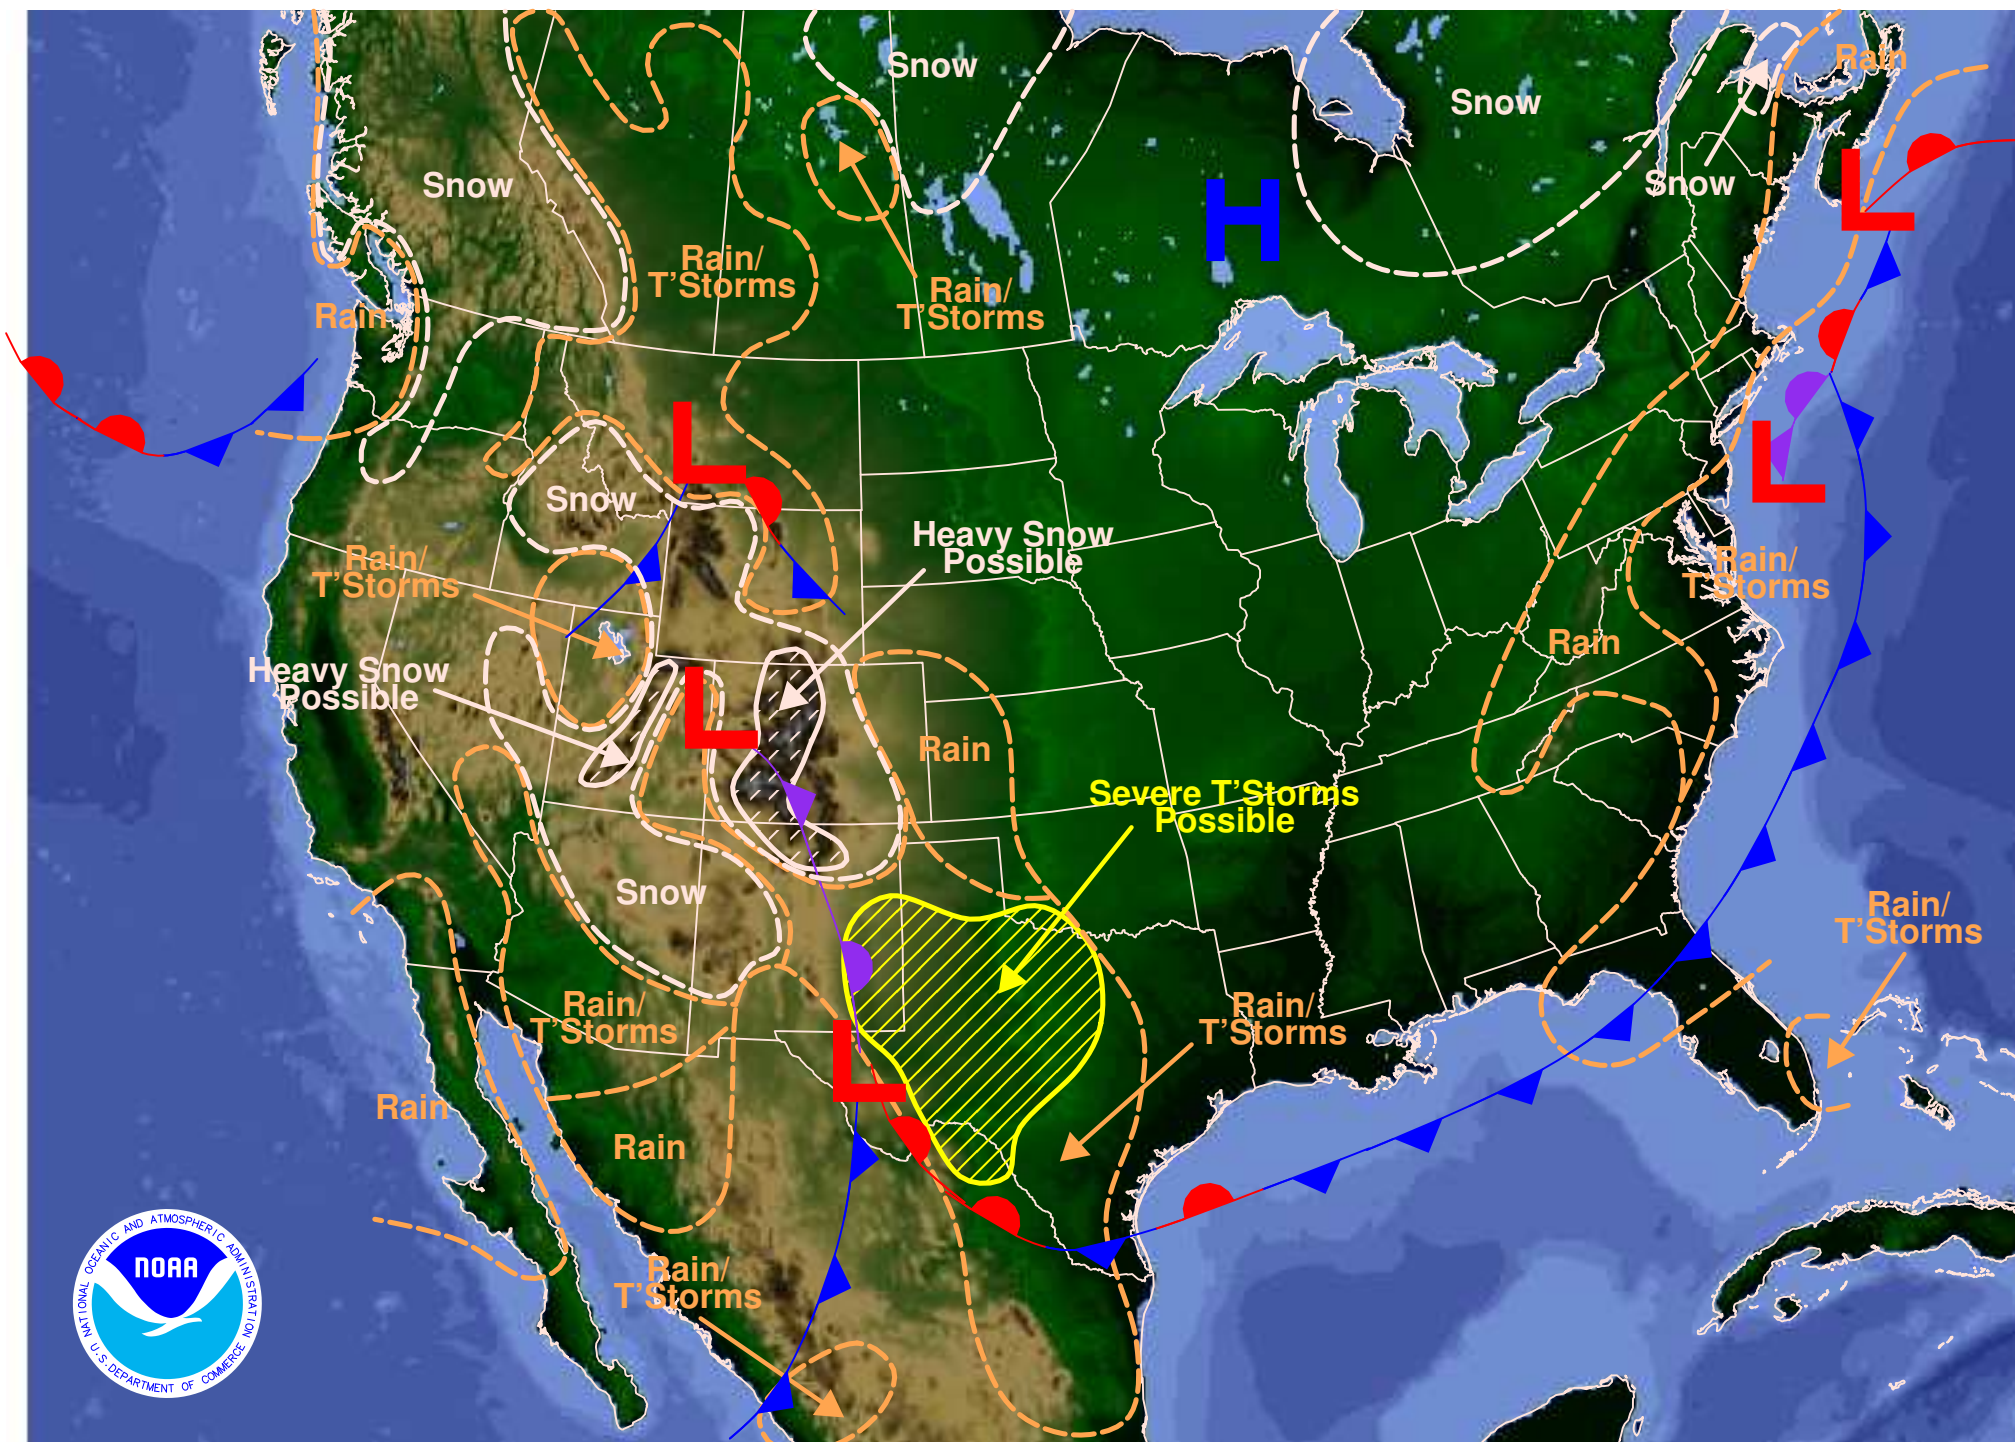 Snow
Snow
Rain
Snow
Snow
H
L
Rain/
T'Storms
Rain/
T'Storms
Rain
L
L
Snow
Heavy Snow
Possible
Rain/
T'Storms
Rain/
T'Storms
Rain
Heavy Snow
Possible
L
Rain
Severe T'Storms
Possible
Snow
Rain/
T'Storms
Rain/
T'Storms
Rain/
T'Storms
L
Rain
Rain
Rain/
T'Storms
NATIONAL OCEANIC AND ATMOSPHERIC ADMINISTRATION
NOAA
U.S. DEPARTMENT OF COMMERCE